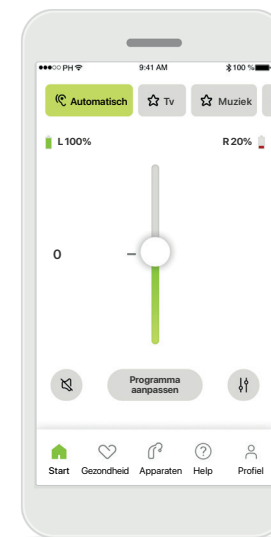 PH 9:41 AM 100 %
Automatisch Tv Muziek
L 100% R 20%
0
Programma
aanpassen
Start Gezondheid Apparaten Help Profiel